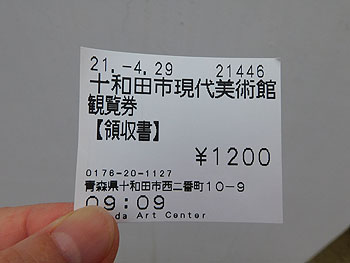 21.-4.29 21446
十和田市現代美術館
観覧券
【領収書】
¥1200
0176-20-1127
青森県十和田市西二番町10-9
09:09
Art Center